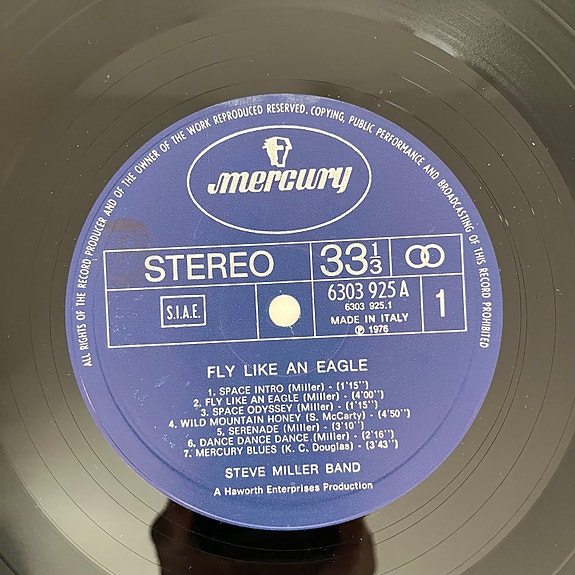 ALL RIGHTS OF THE RECORD PRODUCER AND OF THE OWNER OF THE WORK REPRODUCED RESERVED. COPYING, PUBLIC PERFORMANCE AND BROADCASTING OF THIS RECORD PROHIBITED
mercury
STEREO
33 1/3
S.I.A.E.
6303 925 A
6303 925.1
MADE IN ITALY
℗ 1976
1
FLY LIKE AN EAGLE
1. SPACE INTRO (Miller) - (1'15'')
2. FLY LIKE AN EAGLE (Miller) - (4'00'')
3. SPACE ODYSSEY (Miller) - (1'15'')
4. WILD MOUNTAIN HONEY (S. McCarty) - (4'50'')
5. SERENADE (Miller) - (3'10'')
6. DANCE DANCE DANCE (Miller) - (2'16'')
7. MERCURY BLUES (K. C. Douglas) - (3'43'')
STEVE MILLER BAND
A Haworth Enterprises Production